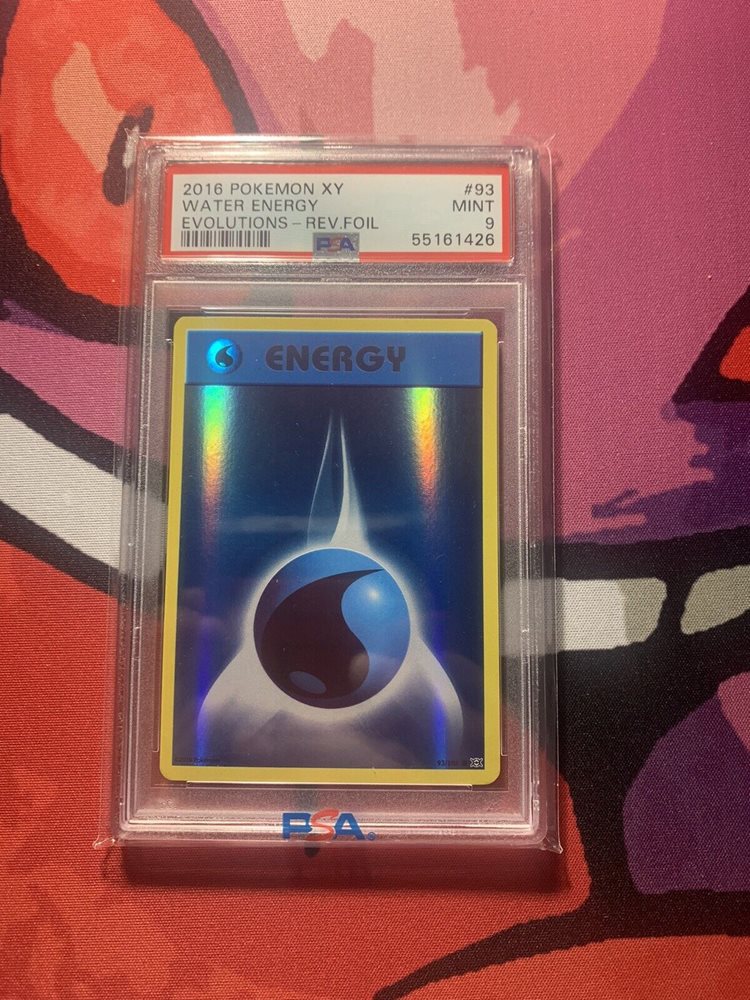 2016 POKEMON XY #93
WATER ENERGY MINT
EVOLUTIONS - REV.FOIL 9
PSA 55161426
ENERGY
PSA